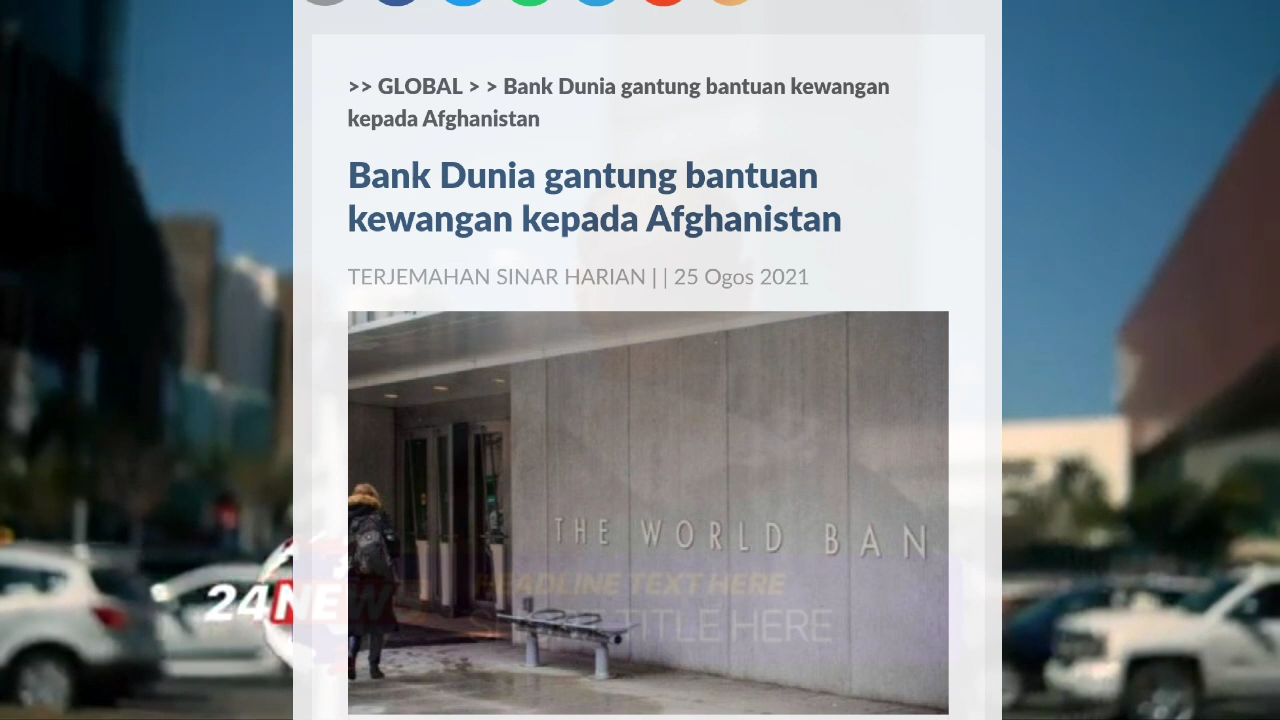 >> GLOBAL > > Bank Dunia gantung bantuan kewangan
kepada Afghanistan
Bank Dunia gantung bantuan
kewangan kepada Afghanistan
TERJEMAHAN SINAR HARIAN | | 25 Ogos 2021
THE WORLD BAN
24NEW
HEADLINE TEXT HERE
TITLE HERE